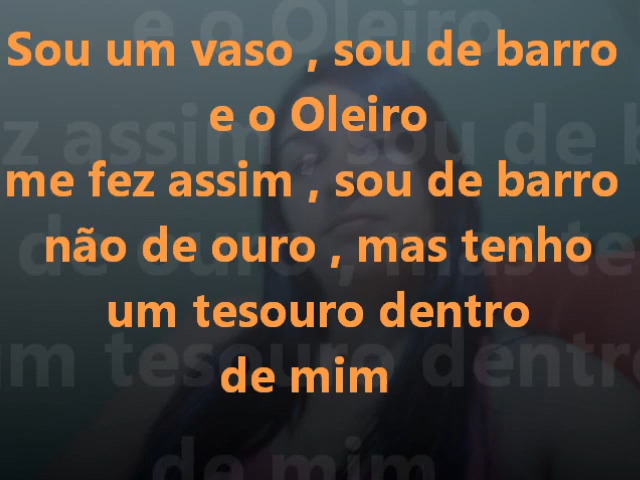 Sou um vaso , sou de barro
e o Oleiro
me fez assim , sou de barro
não de ouro , mas tenho
um tesouro dentro
de mim